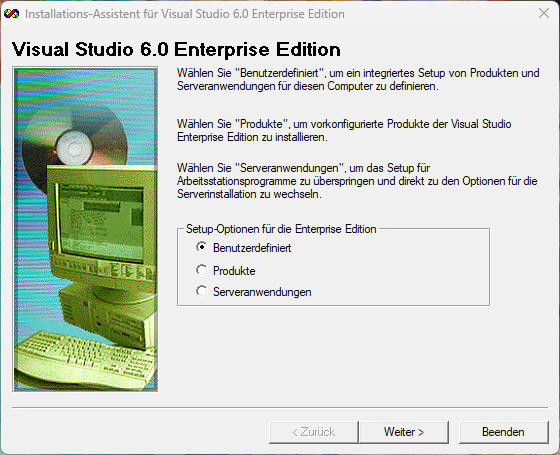 Installations-Assistent für Visual Studio 6.0 Enterprise Edition
Visual Studio 6.0 Enterprise Edition
Wählen Sie "Benutzerdefiniert", um ein integriertes Setup von Produkten und
Serveranwendungen für diesen Computer zu definieren.
Wählen Sie "Produkte", um vorkonfigurierte Produkte der Visual Studio
Enterprise Edition zu installieren.
Wählen Sie "Serveranwendungen", um das Setup für
Arbeitsstationsprogramme zu überspringen und direkt zu den Optionen für die
Serverinstallation zu wechseln.
Setup-Optionen für die Enterprise Edition
Benutzerdefiniert
Produkte
Serveranwendungen
< Zurück
Weiter >
Beenden